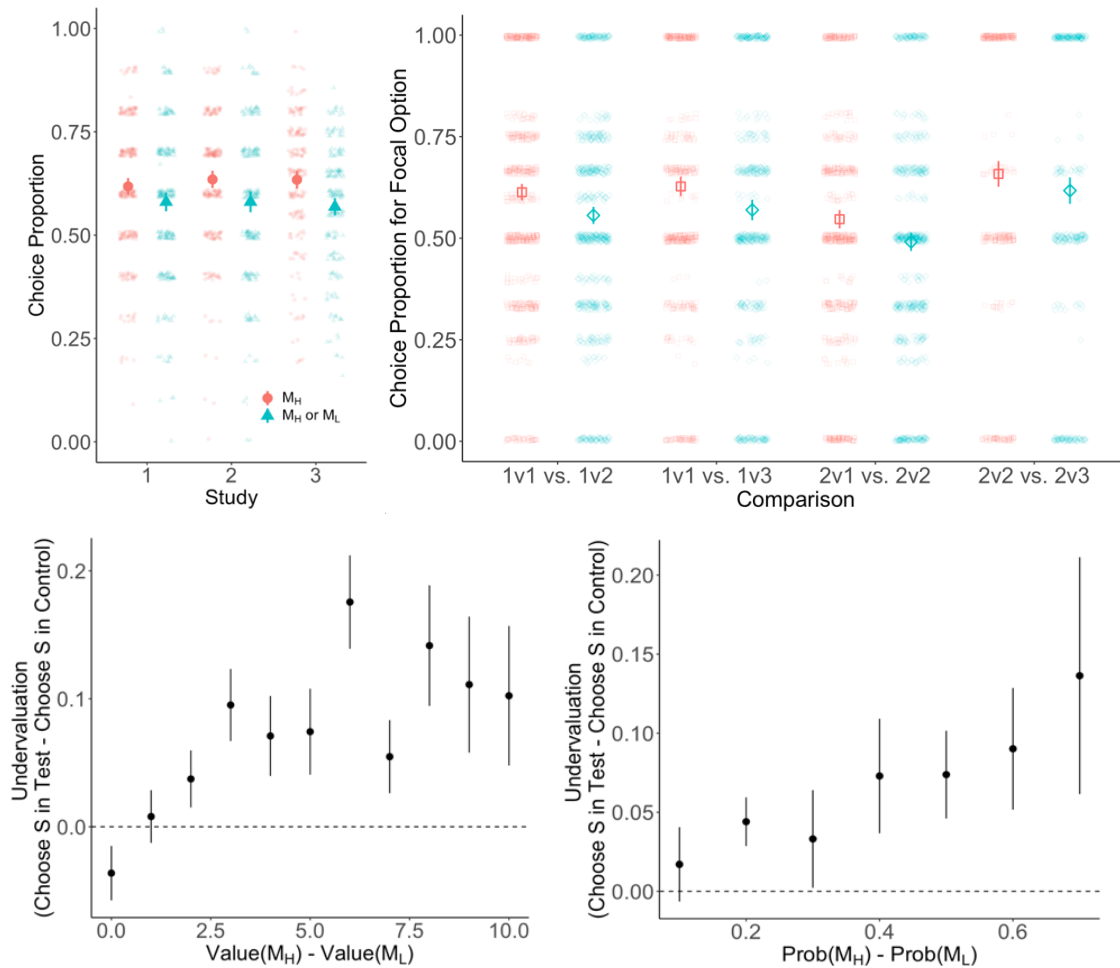 1.00
0.75
0.50
0.25
0.00
Choice Proportion
M_H
M_H or M_L
1 2 3
Study
1.00
0.75
0.50
0.25
0.00
Choice Proportion for Focal Option
1v1 vs. 1v2 1v1 vs. 1v3 2v1 vs. 2v2 2v2 vs. 2v3
Comparison
Undervaluation
(Choose S in Test - Choose S in Control)
0.2
0.1
0.0
0.0 2.5 5.0 7.5 10.0
Value(M_H) - Value(M_L)
Undervaluation
(Choose S in Test - Choose S in Control)
0.20
0.15
0.10
0.05
0.00
0.2 0.4 0.6
Prob(M_H) - Prob(M_L)